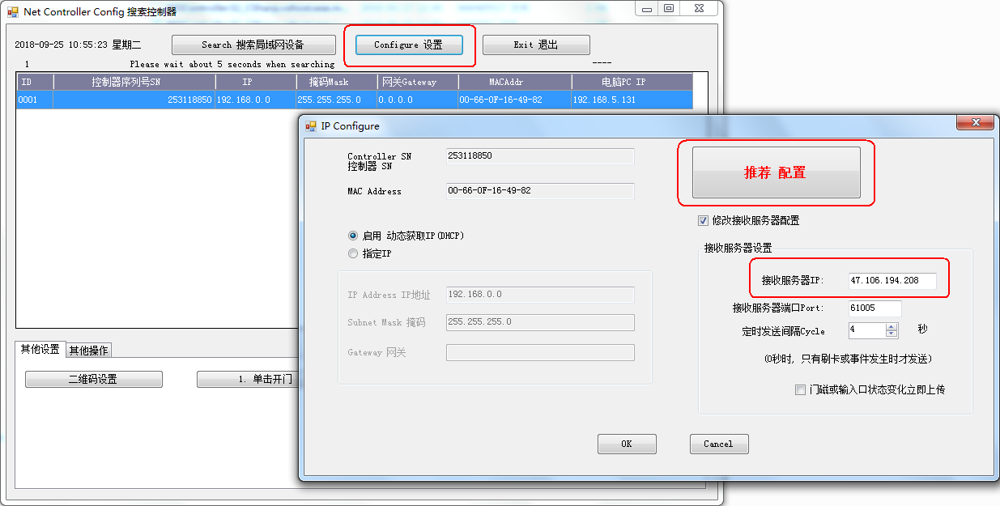 Net Controller Config 搜索控制器
2018-09-25 10:55:23 星期二
Search 搜索局域网设备
Configure 设置
Exit 退出
1
Please wait about 5 seconds when searching
----
ID 控制器序列号SN IP 掩码Mask 网关Gateway MACAddr 电脑PC IP
0001 253118850 192.168.0.0 255.255.255.0 0.0.0.0 00-66-0F-16-49-82 192.168.5.131
其他设置 其他操作
二维码设置
1. 单击开门
IP Configure
Controller SN
控制器 SN
253118850
MAC Address
00-66-0F-16-49-82
启用 动态获取IP(DHCP)
指定IP
IP Address IP地址
192.168.0.0
Subnet Mask 掩码
255.255.255.0
Gateway 网关
推荐 配置
修改接收服务器配置
接收服务器设置
接收服务器IP:
47.106.194.208
接收服务器端口Port:
61005
定时发送间隔Cycle
4
秒
(0秒时, 只有刷卡或事件发生时才发送)
门磁或输入口状态变化立即上传
OK
Cancel